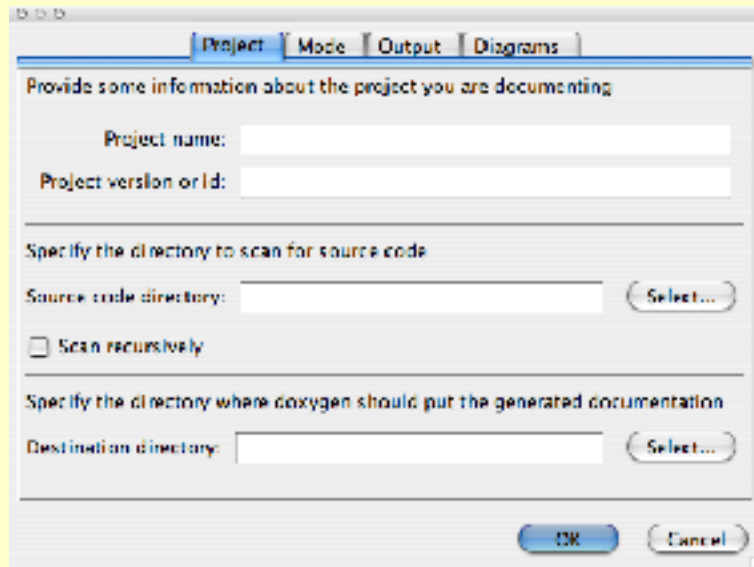 Project Mode Output Diagrams
Provide some information about the project you are documenting
Project name:
Project version or id:
Specify the directory to scan for source code
Source code directory: Select...
Scan recursively
Specify the directory where doxygen should put the generated documentation
Destination directory: Select...
OK Cancel